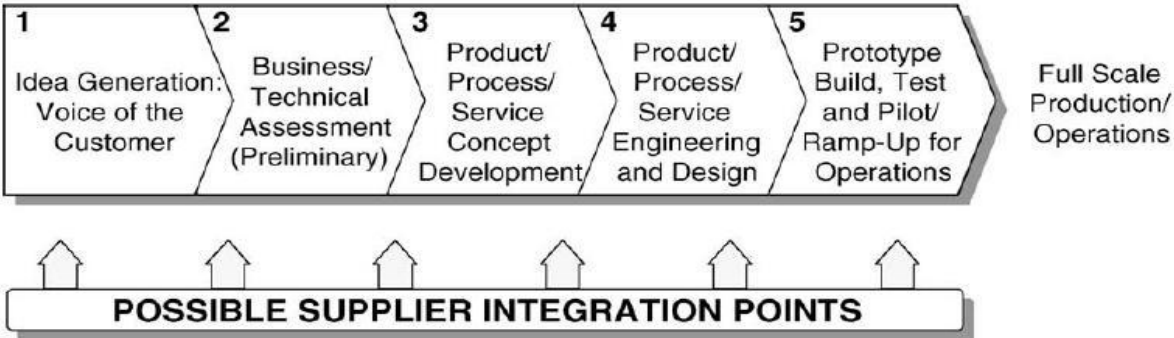 1
Idea Generation:
Voice of the
Customer
2
Business/
Technical
Assessment
(Preliminary)
3
Product/
Process/
Service
Concept
Development
4
Product/
Process/
Service
Engineering
and Design
5
Prototype
Build, Test
and Pilot/
Ramp-Up for
Operations
Full Scale
Production/
Operations
POSSIBLE SUPPLIER INTEGRATION POINTS